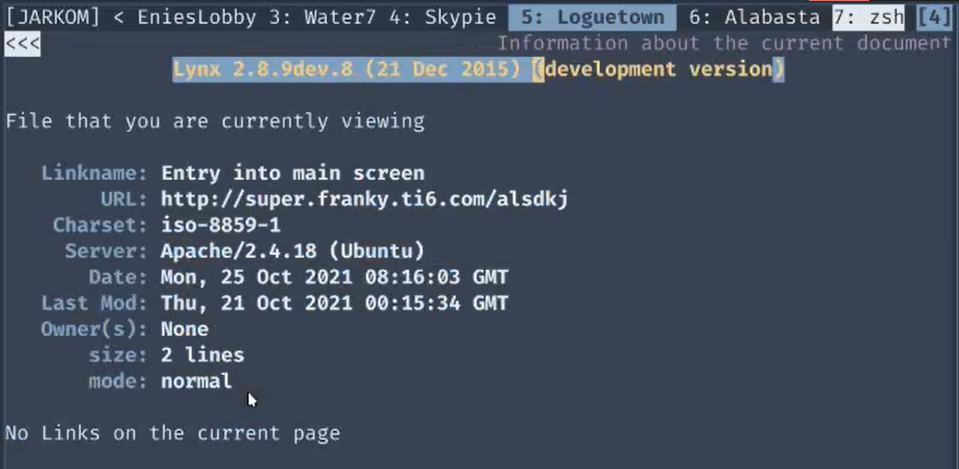 [JARKOM] < EniesLobby 3: Water7 4: Skypie 5: Loguetown 6: Alabasta 7: zsh [4]
<<< Information about the current document
Lynx 2.8.9dev.8 (21 Dec 2015) (development version)
File that you are currently viewing
Linkname: Entry into main screen
URL: http://super.franky.ti6.com/alsdkj
Charset: iso-8859-1
Server: Apache/2.4.18 (Ubuntu)
Date: Mon, 25 Oct 2021 08:16:03 GMT
Last Mod: Thu, 21 Oct 2021 00:15:34 GMT
Owner(s): None
size: 2 lines
mode: normal
No Links on the current page